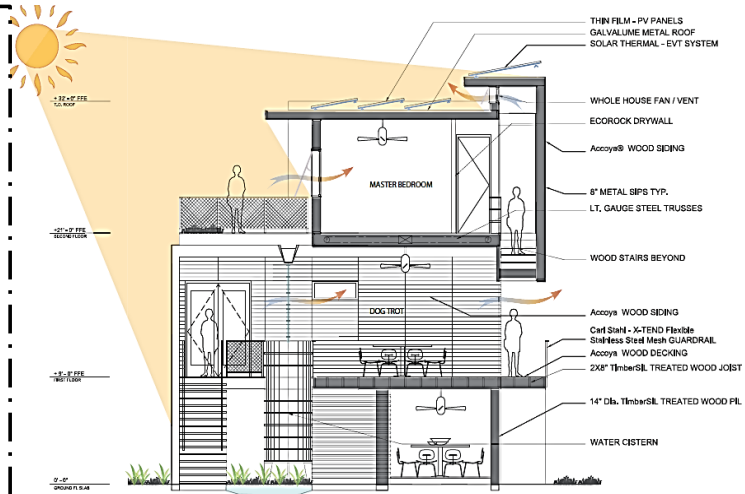 THIN FILM - PV PANELS
GALVALUME METAL ROOF
SOLAR THERMAL - EVT SYSTEM
+ 32'-0" FFE
T.O. ROOF
WHOLE HOUSE FAN / VENT
ECOROCK DRYWALL
Accoya® WOOD SIDING
MASTER BEDROOM
8" METAL SIPS TYP.
LT. GAUGE STEEL TRUSSES
+21'-0" FFE
SECOND FLOOR
WOOD STAIRS BEYOND
DOG TROT
Accoya WOOD SIDING
Carl Stahl - X-TEND Flexible
Stainless Steel Mesh GUARDRAIL
Accoya WOOD DECKING
+ 9'- 0" FFE
FIRST FLOOR
2X8" TimberSIL TREATED WOOD JOIST
14" Dia. TimberSIL TREATED WOOD PIL
WATER CISTERN
0'-0"
GROUND FL SLAB